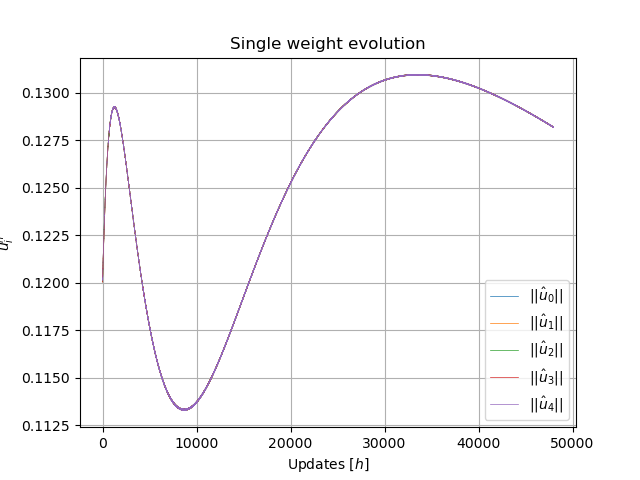 Single weight evolution
0.1300
0.1275
0.1250
0.1225
0.1200
0.1175
0.1150
0.1125
||û₀||
||û₁||
||û₂||
||û₃||
||û₄||
0
10000
20000
30000
40000
50000
Updates [h]